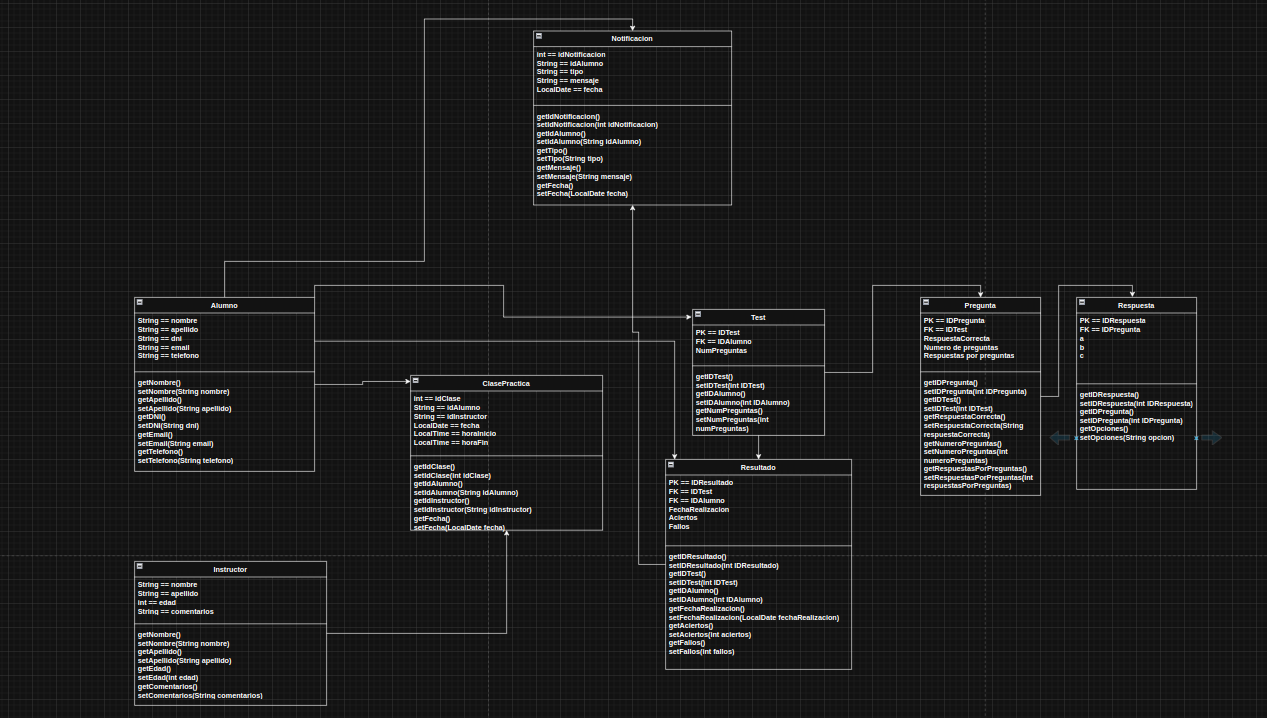 Notificacion
int == idNotificacion
String == idAlumno
String == tipo
String == mensaje
LocalDate == fecha
getIdNotificacion()
setIdNotificacion(int idNotificacion)
getIdAlumno()
setIdAlumno(String idAlumno)
getTipo()
setTipo(String tipo)
getMensaje()
setMensaje(String mensaje)
getFecha()
setFecha(LocalDate fecha)
Alumno
String == nombre
String == apellido
String == dni
String == email
String == telefono
getNombre()
setNombre(String nombre)
getApellido()
setApellido(String apellido)
getDNI()
setDNI(String dni)
getEmail()
setEmail(String email)
getTelefono()
setTelefono(String telefono)
ClasePractica
int == idClase
String == idAlumno
String == idInstructor
LocalDate == fecha
LocalTime == horaInicio
LocalTime == horaFin
getIdClase()
setIdClase(int idClase)
getIdAlumno()
setIdAlumno(String idAlumno)
getIdInstructor()
setIdInstructor(String idInstructor)
getFecha()
setFecha(LocalDate fecha)
Test
PK == IDTest
FK == IDAlumno
NumPreguntas
getIDTest()
setIDTest(int IDTest)
getIDAlumno()
setIDAlumno(int IDAlumno)
getNumPreguntas()
setNumPreguntas(int
numPreguntas)
Pregunta
PK == IDPregunta
FK == IDTest
RespuestaCorrecta
Numero de preguntas
Respuestas por preguntas
getIDPregunta()
setIDPregunta(int IDPregunta)
getIDTest()
setIDTest(int IDTest)
getRespuestaCorrecta()
setRespuestaCorrecta(String
respuestaCorrecta)
getNumeroPreguntas()
setNumeroPreguntas(int
numeroPreguntas)
getRespuestasPorPreguntas()
setRespuestasPorPreguntas(int
respuestasPorPreguntas)
Respuesta
PK == IDRespuesta
FK == IDPregunta
a
b
c
getIDRespuesta()
setIDRespuesta(int IDRespuesta)
getIDPregunta()
setIDPregunta(int IDPregunta)
getOpciones()
setOpciones(String opcion)
Resultado
PK == IDResultado
FK == IDTest
FK == IDAlumno
FechaRealizacion
Aciertos
Fallos
getIDResultado()
setIDResultado(int IDResultado)
getIDTest()
setIDTest(int IDTest)
getIDAlumno()
setIDAlumno(int IDAlumno)
getFechaRealizacion()
setFechaRealizacion(LocalDate fechaRealizacion)
getAciertos()
setAciertos(int aciertos)
getFallos()
setFallos(int fallos)
Instructor
String == nombre
String == apellido
int == edad
String == comentarios
getNombre()
setNombre(String nombre)
getApellido()
setApellido(String apellido)
getEdad()
setEdad(int edad)
getComentarios()
setComentarios(String comentarios)